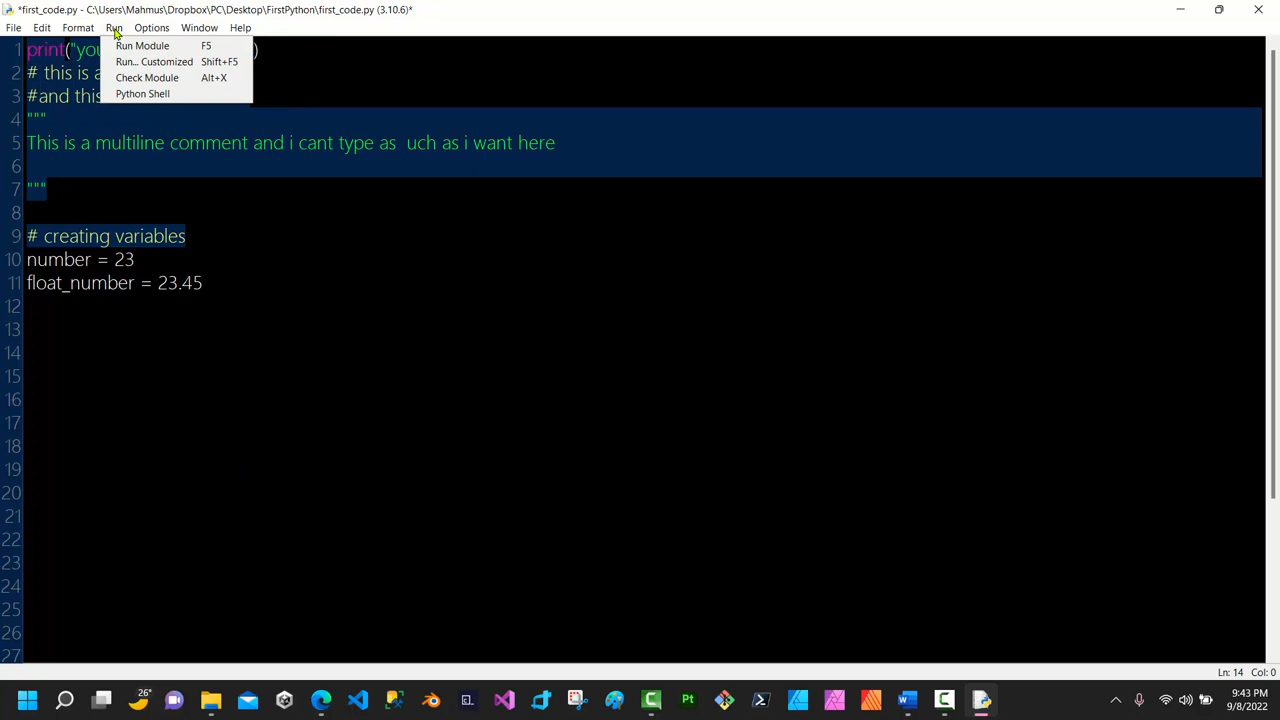 *first_code.py - C:\Users\Mahmus\Dropbox\PC\Desktop\FirstPython\first_code.py (3.10.6)*
File Edit Format Run Options Window Help
Run Module F5
Run... Customized Shift+F5
Check Module Alt+X
Python Shell
1 print("you )
2 # this is a
3 #and this
4 """
5 This is a multiline comment and i cant type as  uch as i want here
6
7 """
8
9 # creating variables
10 number = 23
11 float_number = 23.45
12
13
14
15
16
17
18
19
20
21
22
23
24
25
26
27
Ln: 14 Col: 0
26°
Pt
9:43 PM
9/8/2022